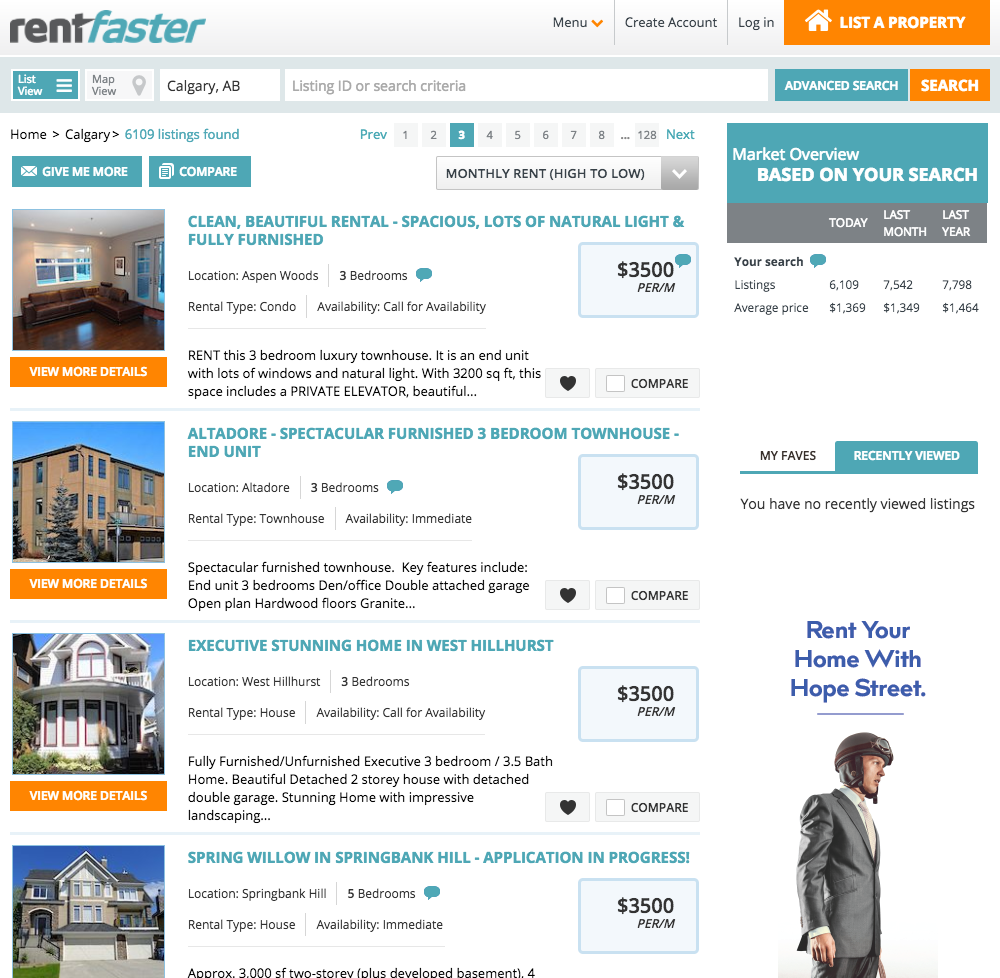 rentfaster
Menu
Create Account
Log in
LIST A PROPERTY
List View
Map View
Calgary, AB
Listing ID or search criteria
ADVANCED SEARCH
SEARCH
Home > Calgary> 6109 listings found
Prev 1 2 3 4 5 6 7 8 ... 128 Next
GIVE ME MORE
COMPARE
MONTHLY RENT (HIGH TO LOW)
CLEAN, BEAUTIFUL RENTAL - SPACIOUS, LOTS OF NATURAL LIGHT &
FULLY FURNISHED
Location: Aspen Woods 3 Bedrooms
Rental Type: Condo Availability: Call for Availability
$3500
PER/M
RENT this 3 bedroom luxury townhouse. It is an end unit
with lots of windows and natural light. With 3200 sq ft, this
space includes a PRIVATE ELEVATOR, beautiful...
VIEW MORE DETAILS
COMPARE
ALTADORE - SPECTACULAR FURNISHED 3 BEDROOM TOWNHOUSE -
END UNIT
Location: Altadore 3 Bedrooms
Rental Type: Townhouse Availability: Immediate
$3500
PER/M
Spectacular furnished townhouse. Key features include:
End unit 3 bedrooms Den/office Double attached garage
Open plan Hardwood floors Granite...
VIEW MORE DETAILS
COMPARE
EXECUTIVE STUNNING HOME IN WEST HILLHURST
Location: West Hillhurst 3 Bedrooms
Rental Type: House Availability: Call for Availability
$3500
PER/M
Fully Furnished/Unfurnished Executive 3 bedroom / 3.5 Bath
Home. Beautiful Detached 2 storey house with detached
double garage. Stunning Home with impressive
landscaping...
VIEW MORE DETAILS
COMPARE
SPRING WILLOW IN SPRINGBANK HILL - APPLICATION IN PROGRESS!
Location: Springbank Hill 5 Bedrooms
Rental Type: House Availability: Immediate
$3500
PER/M
Approx. 3,000 sf two-storey (plus developed basement), 4
Market Overview
BASED ON YOUR SEARCH
TODAY LAST MONTH LAST YEAR
Your search
Listings 6,109 7,542 7,798
Average price $1,369 $1,349 $1,464
MY FAVES
RECENTLY VIEWED
You have no recently viewed listings
Rent Your
Home With
Hope Street.